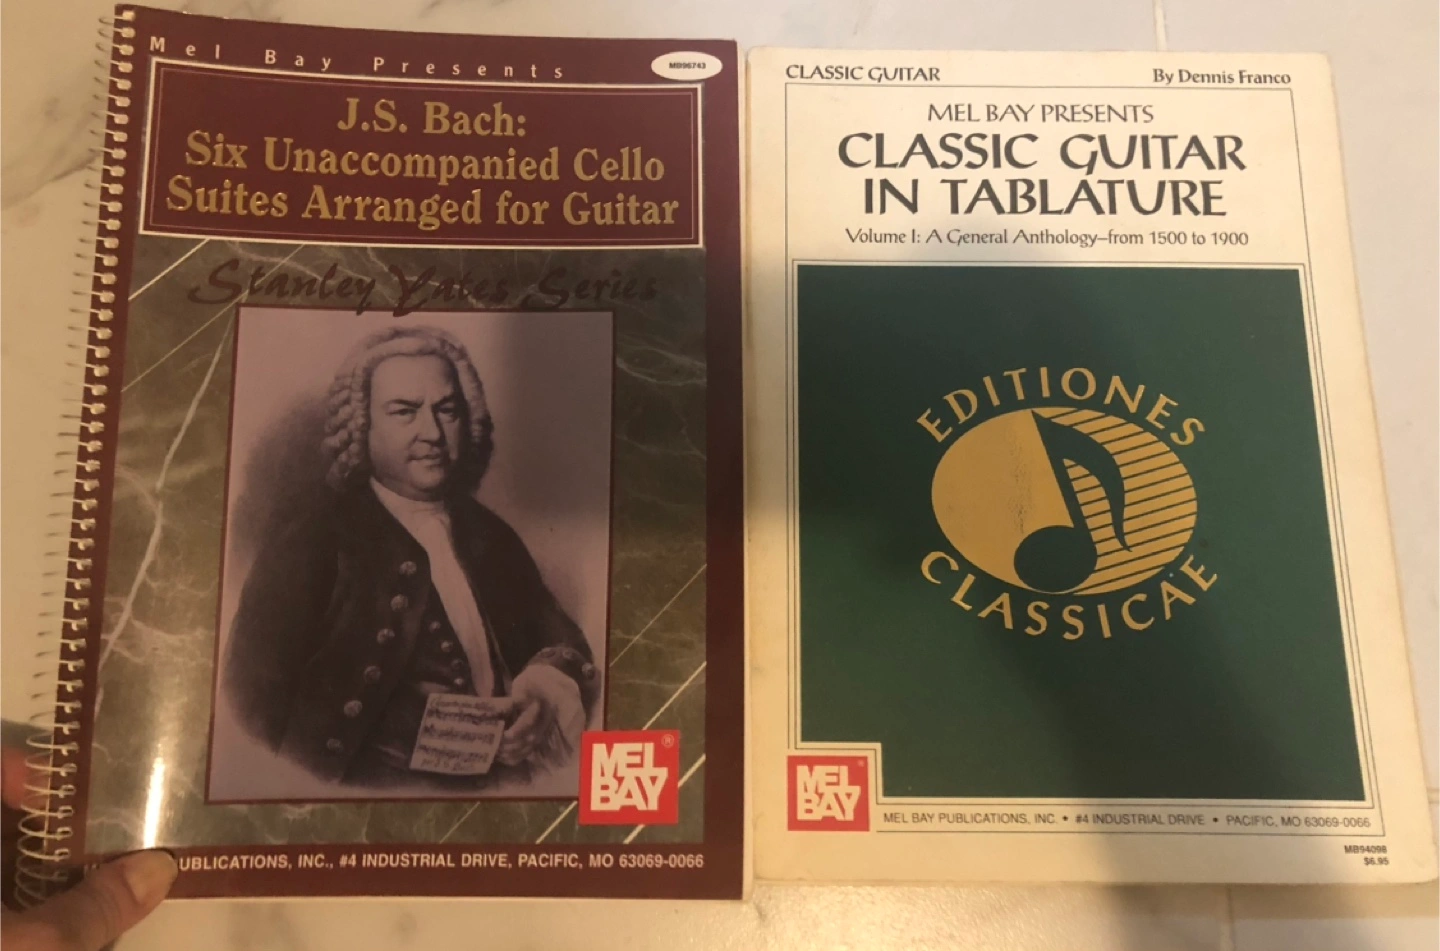 Mel Bay Presents
MB96743
J.S. Bach:
Six Unaccompanied Cello
Suites Arranged for Guitar
Stanley Yates Series
MEL
BAY
®
UBLICATIONS, INC., #4 INDUSTRIAL DRIVE, PACIFIC, MO 63069-0066
CLASSIC GUITAR
By Dennis Franco
MEL BAY PRESENTS
CLASSIC GUITAR
IN TABLATURE
Volume I: A General Anthology–from 1500 to 1900
EDITIONES
CLASSICAE
MEL
BAY
MEL BAY PUBLICATIONS, INC. • #4 INDUSTRIAL DRIVE • PACIFIC, MO 63069-0066
MB94098
$6.95